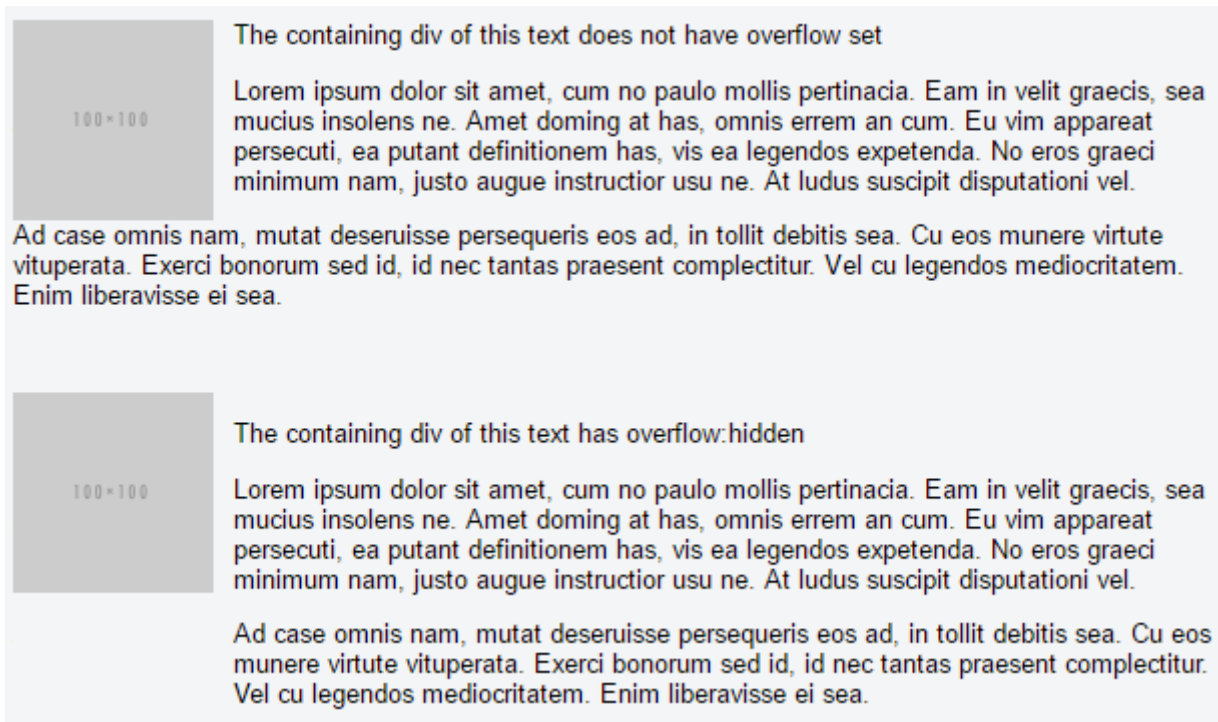 The containing div of this text does not have overflow set
100×100
Lorem ipsum dolor sit amet, cum no paulo mollis pertinacia. Eam in velit graecis, sea
mucius insolens ne. Amet doming at has, omnis errem an cum. Eu vim appareat
persecuti, ea putant definitionem has, vis ea legendos expetenda. No eros graeci
minimum nam, justo augue instructior usu ne. At ludus suscipit disputationi vel.
Ad case omnis nam, mutat deseruisse persequeris eos ad, in tollit debitis sea. Cu eos munere virtute
vituperata. Exerci bonorum sed id, id nec tantas praesent complectitur. Vel cu legendos mediocritatem.
Enim liberavisse ei sea.
The containing div of this text has overflow:hidden
100×100
Lorem ipsum dolor sit amet, cum no paulo mollis pertinacia. Eam in velit graecis, sea
mucius insolens ne. Amet doming at has, omnis errem an cum. Eu vim appareat
persecuti, ea putant definitionem has, vis ea legendos expetenda. No eros graeci
minimum nam, justo augue instructior usu ne. At ludus suscipit disputationi vel.
Ad case omnis nam, mutat deseruisse persequeris eos ad, in tollit debitis sea. Cu eos
munere virtute vituperata. Exerci bonorum sed id, id nec tantas praesent complectitur.
Vel cu legendos mediocritatem. Enim liberavisse ei sea.